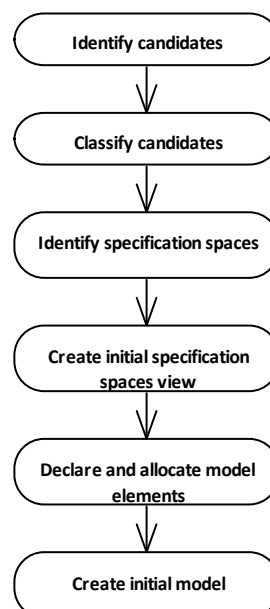 Identify candidates
Classify candidates
Identify specification spaces
Create initial specification
spaces view
Declare and allocate model
elements
Create initial model